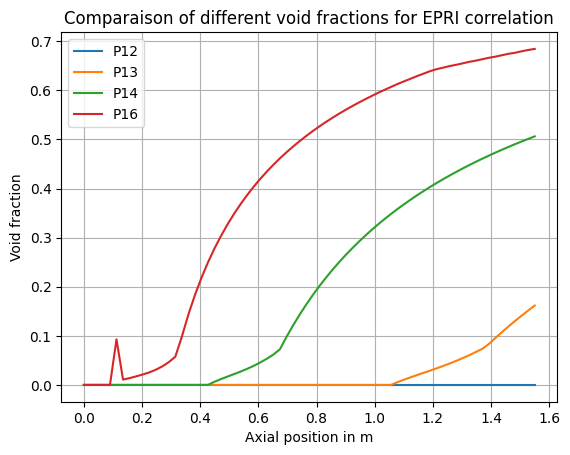 Comparaison of different void fractions for EPRI correlation
P12
P13
P14
P16
Void fraction
0.7
0.6
0.5
0.4
0.3
0.2
0.1
0.0
0.0 0.2 0.4 0.6 0.8 1.0 1.2 1.4 1.6
Axial position in m